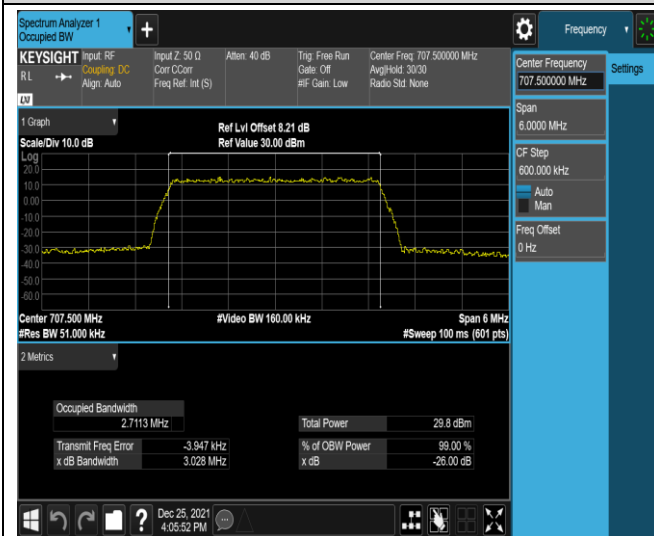 Spectrum Analyzer 1
Occupied BW
+
Frequency
KEYSIGHT
RL
LXI
Input: RF
Coupling: DC
Align: Auto
Input Z: 50 Ω
Corr CCorr
Freq Ref: Int (S)
Atten: 40 dB
Trig: Free Run
Gate: Off
#IF Gain: Low
Center Freq: 707.500000 MHz
Avg|Hold: 30/30
Radio Std: None
1 Graph
Scale/Div 10.0 dB
Ref Lvl Offset 8.21 dB
Ref Value 30.00 dBm
Log
20.0
10.0
0.00
-10.0
-20.0
-30.0
-40.0
-50.0
-60.0
Center 707.500 MHz
#Res BW 51.000 kHz
#Video BW 160.00 kHz
Span 6 MHz
#Sweep 100 ms (601 pts)
2 Metrics
Occupied Bandwidth
2.7113 MHz
Transmit Freq Error -3.947 kHz
x dB Bandwidth 3.028 MHz
Total Power 29.8 dBm
% of OBW Power 99.00 %
x dB -26.00 dB
?
Dec 25, 2021
4:05:52 PM
Center Frequency
707.500000 MHz
Span
6.0000 MHz
CF Step
600.000 kHz
Auto
Man
Freq Offset
0 Hz
Settings